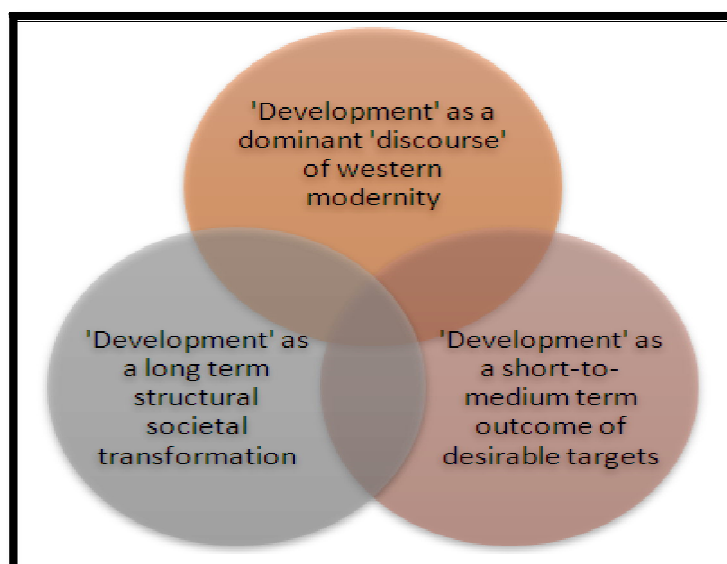 'Development' as a
dominant 'discourse'
of western
modernity
'Development' as
a long term
structural
societal
transformation
'Development' as
a short-to-
medium term
outcome of
desirable targets